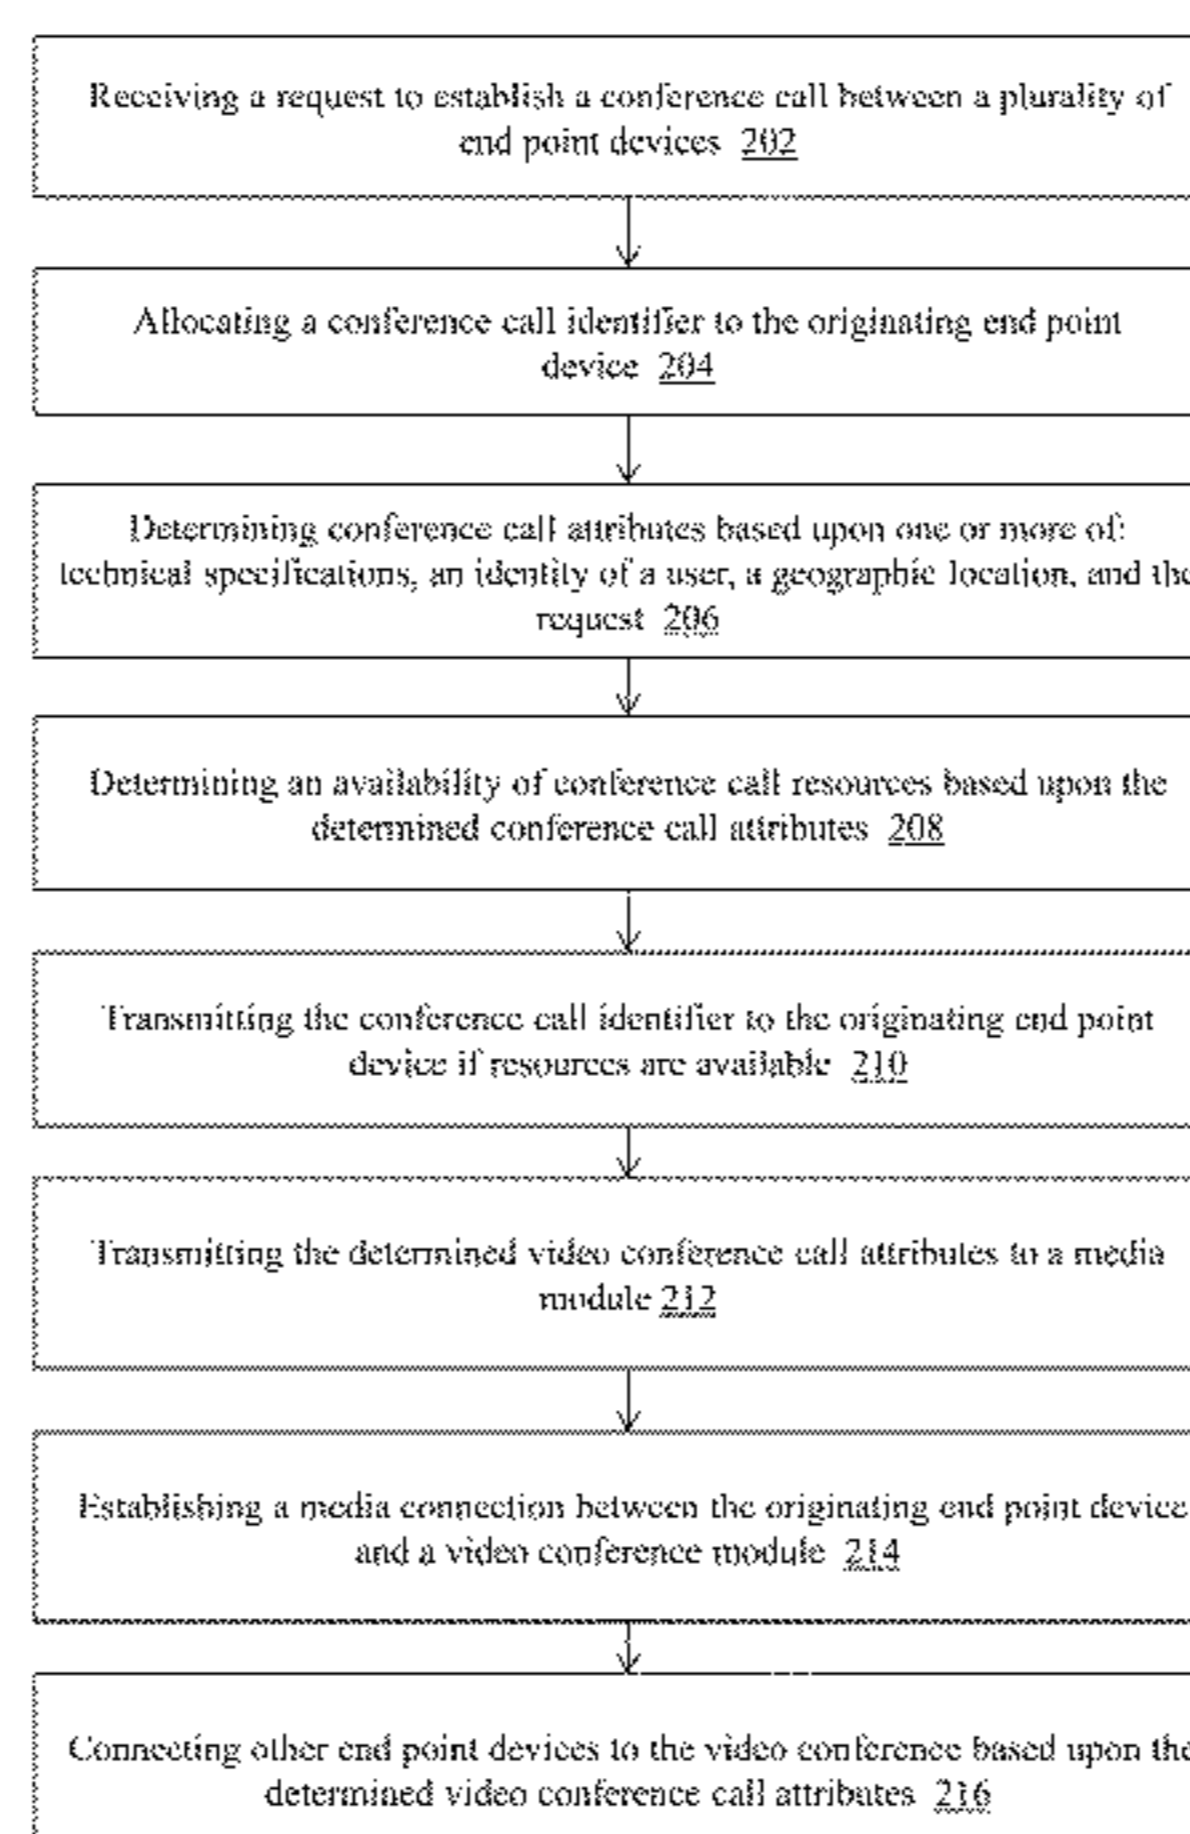 Receiving a request to establish a conference call between a plurality of
end point devices 202
Allocating a conference call identifier to the originating end point
device 204
Determining conference call attributes based upon one or more of:
technical specifications, an identity of a user, a geographic location, and the
request 206
Determining an availability of conference call resources based upon the
determined conference call attributes 208
Transmitting the conference call identifier to the originating end point
device if resources are available 210
Transmitting the determined video conference call attributes to a media
module 212
Establishing a media connection between the originating end point device
and a video conference module 214
Connecting other end point devices to the video conference based upon the
determined video conference call attributes 216